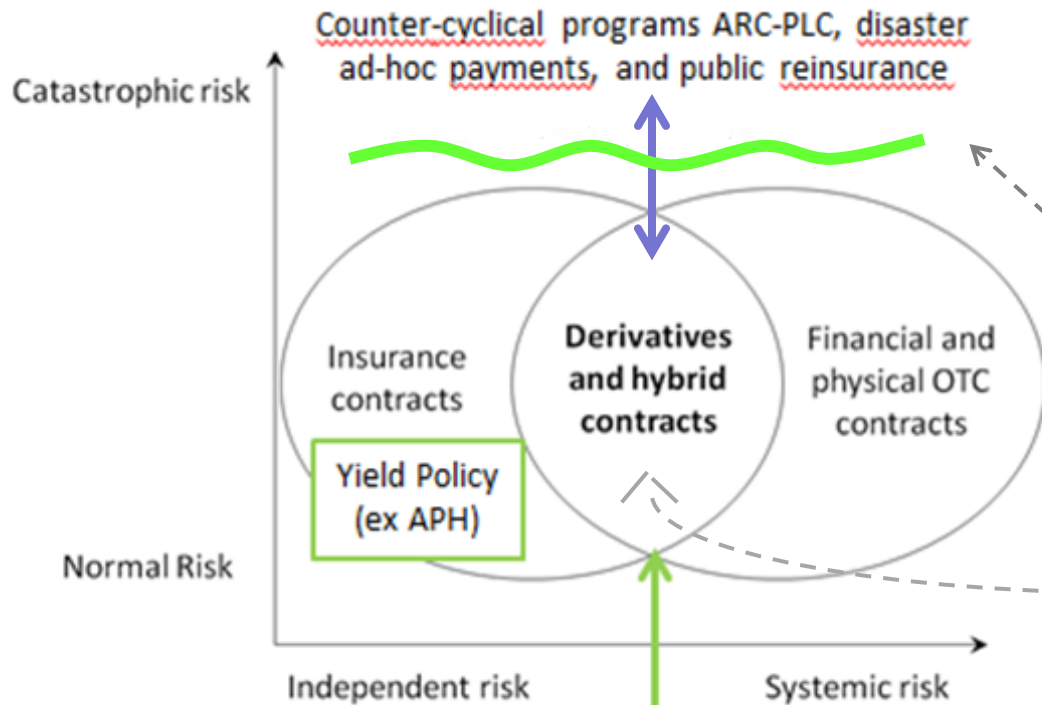 Counter-cyclical programs ARC-PLC, disaster
ad-hoc payments, and public reinsurance
Catastrophic risk
Insurance
contracts
Derivatives
and hybrid
contracts
Financial and
physical OTC
contracts
Yield Policy
(ex APH)
Normal Risk
Independent risk
Systemic risk